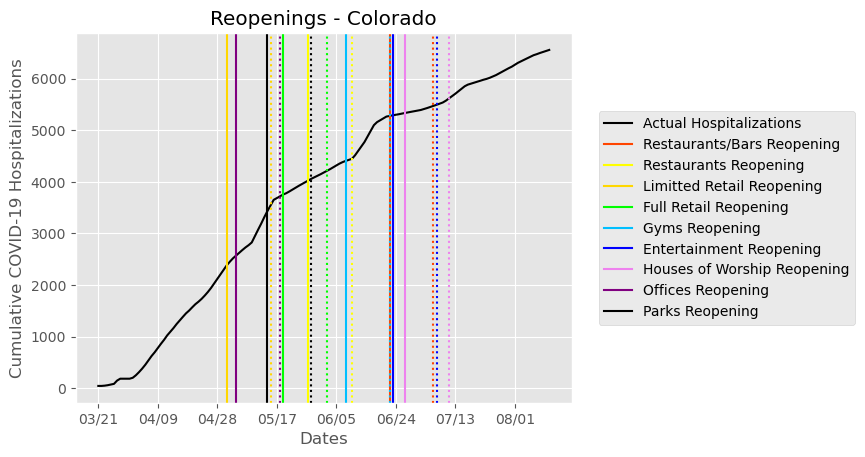 Reopenings - Colorado
Cumulative COVID-19 Hospitalizations
6000
5000
4000
3000
2000
1000
0
03/21 04/09 04/28 05/17 06/05 06/24 07/13 08/01
Dates
Actual Hospitalizations
Restaurants/Bars Reopening
Restaurants Reopening
Limitted Retail Reopening
Full Retail Reopening
Gyms Reopening
Entertainment Reopening
Houses of Worship Reopening
Offices Reopening
Parks Reopening